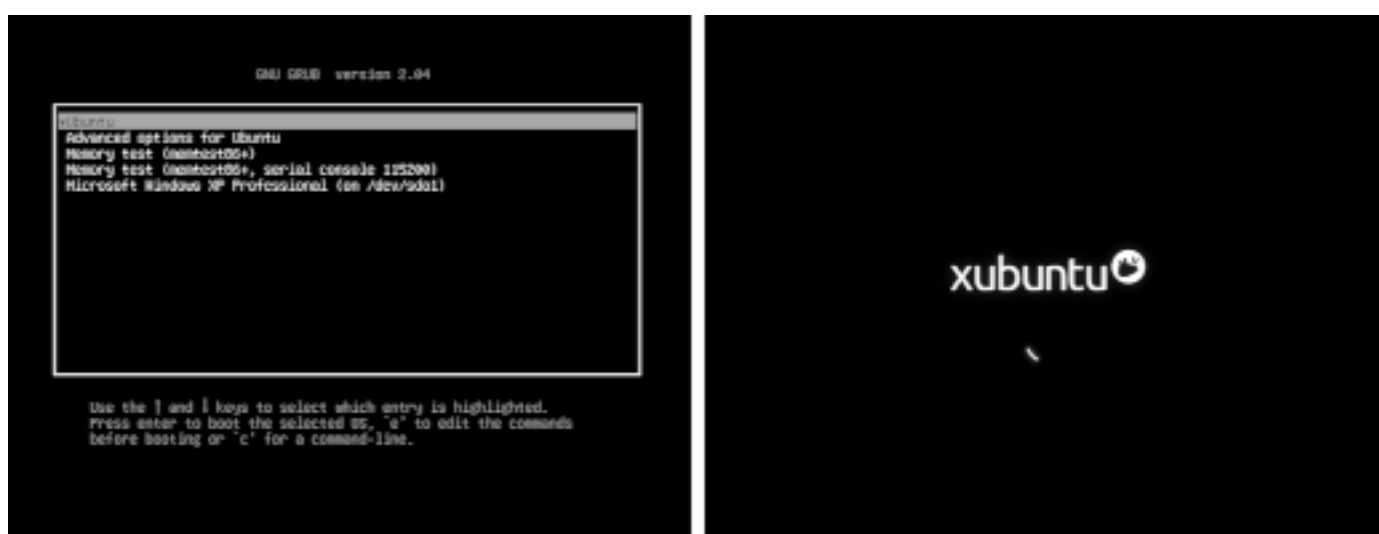 GNU GRUB version 2.04
*Ubuntu
Advanced options for Ubuntu
Memory test (memtest86+)
Memory test (memtest86+, serial console 115200)
Microsoft Windows XP Professional (on /dev/sda1)
Use the ↑ and ↓ keys to select which entry is highlighted.
Press enter to boot the selected OS, `e' to edit the commands
before booting or `c' for a command-line.
xubuntu